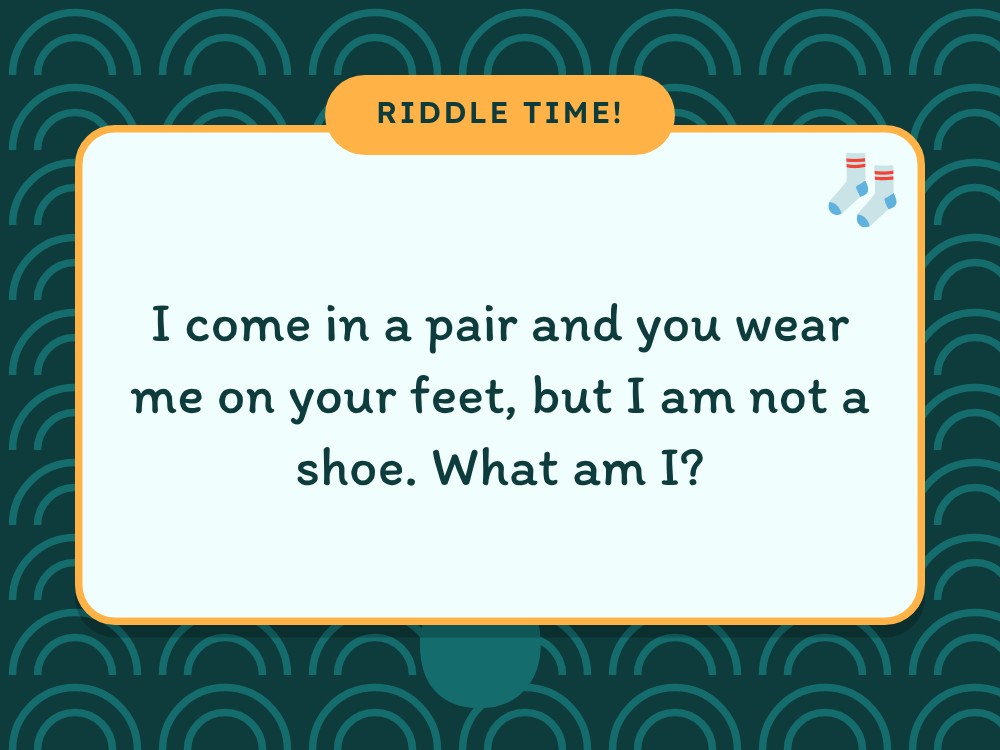 RIDDLE TIME!
I come in a pair and you wear
me on your feet, but I am not a
shoe. What am I?